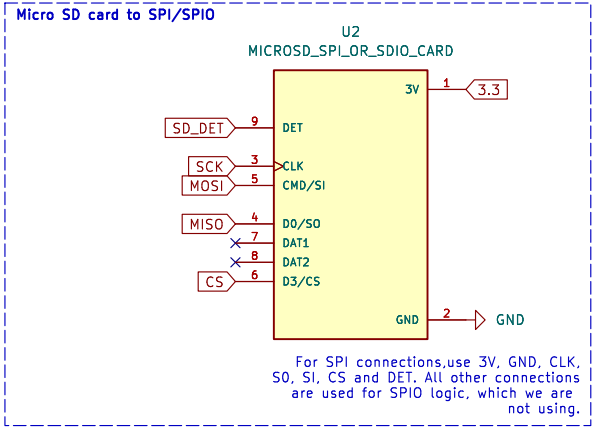 Micro SD card to SPI/SPIO
U2
MICROSD_SPI_OR_SDIO_CARD
3V 1 3.3
SD_DET 9 DET
SCK 3 CLK
MOSI 5 CMD/SI
MISO 4 D0/SO
7 DAT1
8 DAT2
CS 6 D3/CS
GND 2 GND
For SPI connections,use 3V, GND, CLK,
SO, SI, CS and DET. All other connections
are used for SPIO logic, which we are
not using.